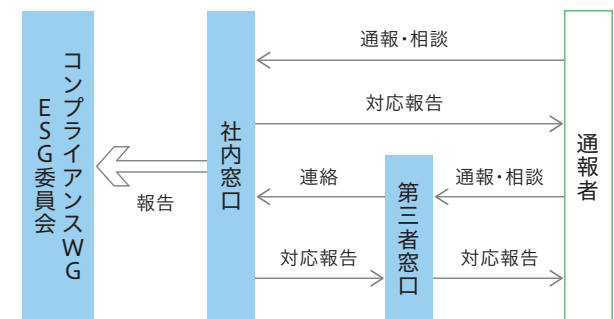 コンプライアンスWG
ESG委員会
社内窓口
通報者
第三者窓口
通報・相談
対応報告
連絡
通報・相談
報告
対応報告
対応報告